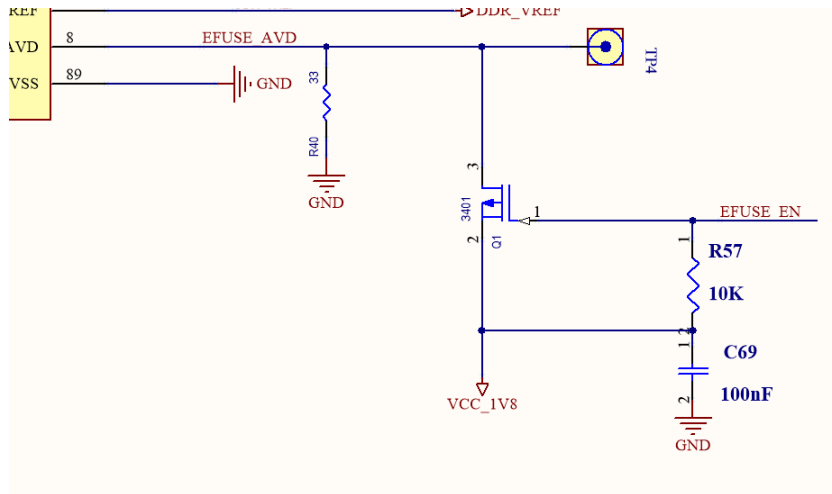 REF
DDR_VREF
AVD
8
EFUSE_AVD
TP4
VSS
89
GND
33
R40
GND
3
3401
2
Q1
1
EFUSE_EN
1
R57
10K
2
1
C69
100nF
2
GND
VCC_1V8